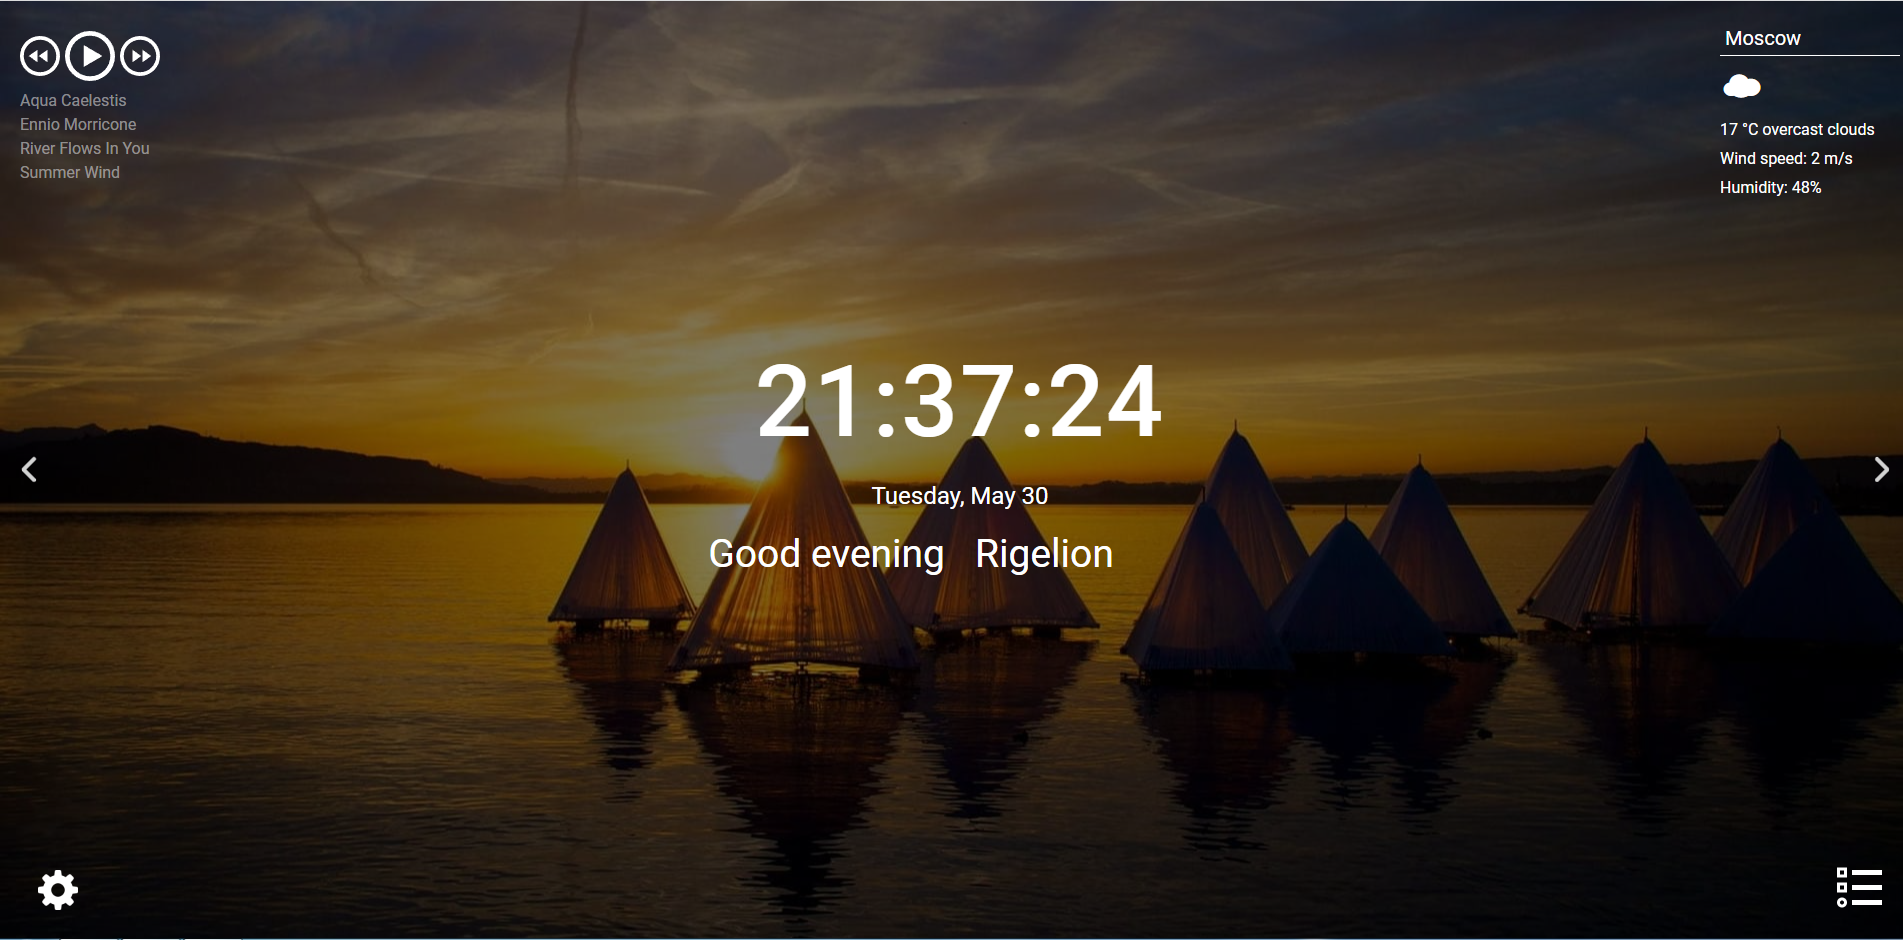 Aqua Caelestis
Ennio Morricone
River Flows In You
Summer Wind
Moscow
17 °C overcast clouds
Wind speed: 2 m/s
Humidity: 48%
21:37:24
Tuesday, May 30
Good evening Rigelion